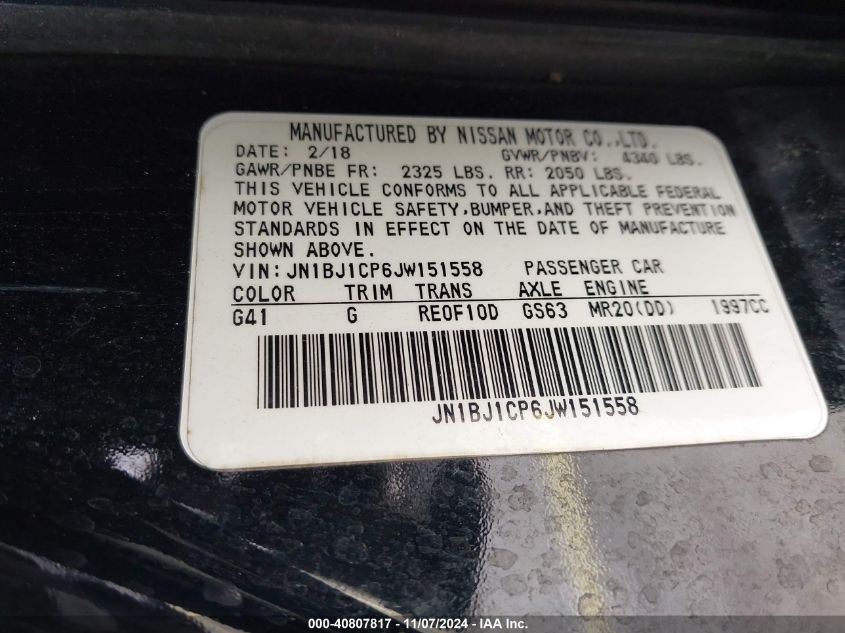 MANUFACTURED BY NISSAN MOTOR CO.,LTD.
DATE: 2/18 GVWR/PNBV: 4340 LBS.
GAWR/PNBE FR: 2325 LBS. RR: 2050 LBS.
THIS VEHICLE CONFORMS TO ALL APPLICABLE FEDERAL
MOTOR VEHICLE SAFETY,BUMPER,AND THEFT PREVENTION
STANDARDS IN EFFECT ON THE DATE OF MANUFACTURE
SHOWN ABOVE.
VIN:JN1BJ1CP6JW151558 PASSENGER CAR
COLOR TRIM TRANS AXLE ENGINE
G41 G RE0F10D GS63 MR20(DD) 1997CC
JN1BJ1CP6JW151558
000-40807817 - 11/07/2024 - IAA Inc.